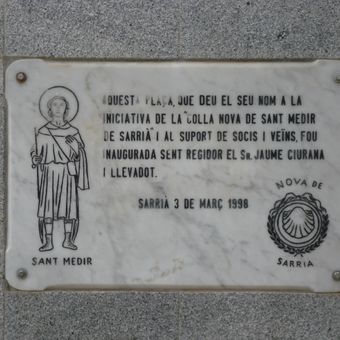 AQUESTA PLAÇA, QUE DEU EL SEU NOM A LA
INICIATIVA DE LA "COLLA NOVA DE SANT MEDIR
DE SARRIÀ" I AL SUPORT DE SOCIS I VEÏNS, FOU
INAUGURADA SENT REGIDOR EL SR. JAUME CIURANA
I LLEVADOT.
SARRIÀ 3 DE MARÇ 1998
SANT MEDIR
NOVA DE
SARRIA